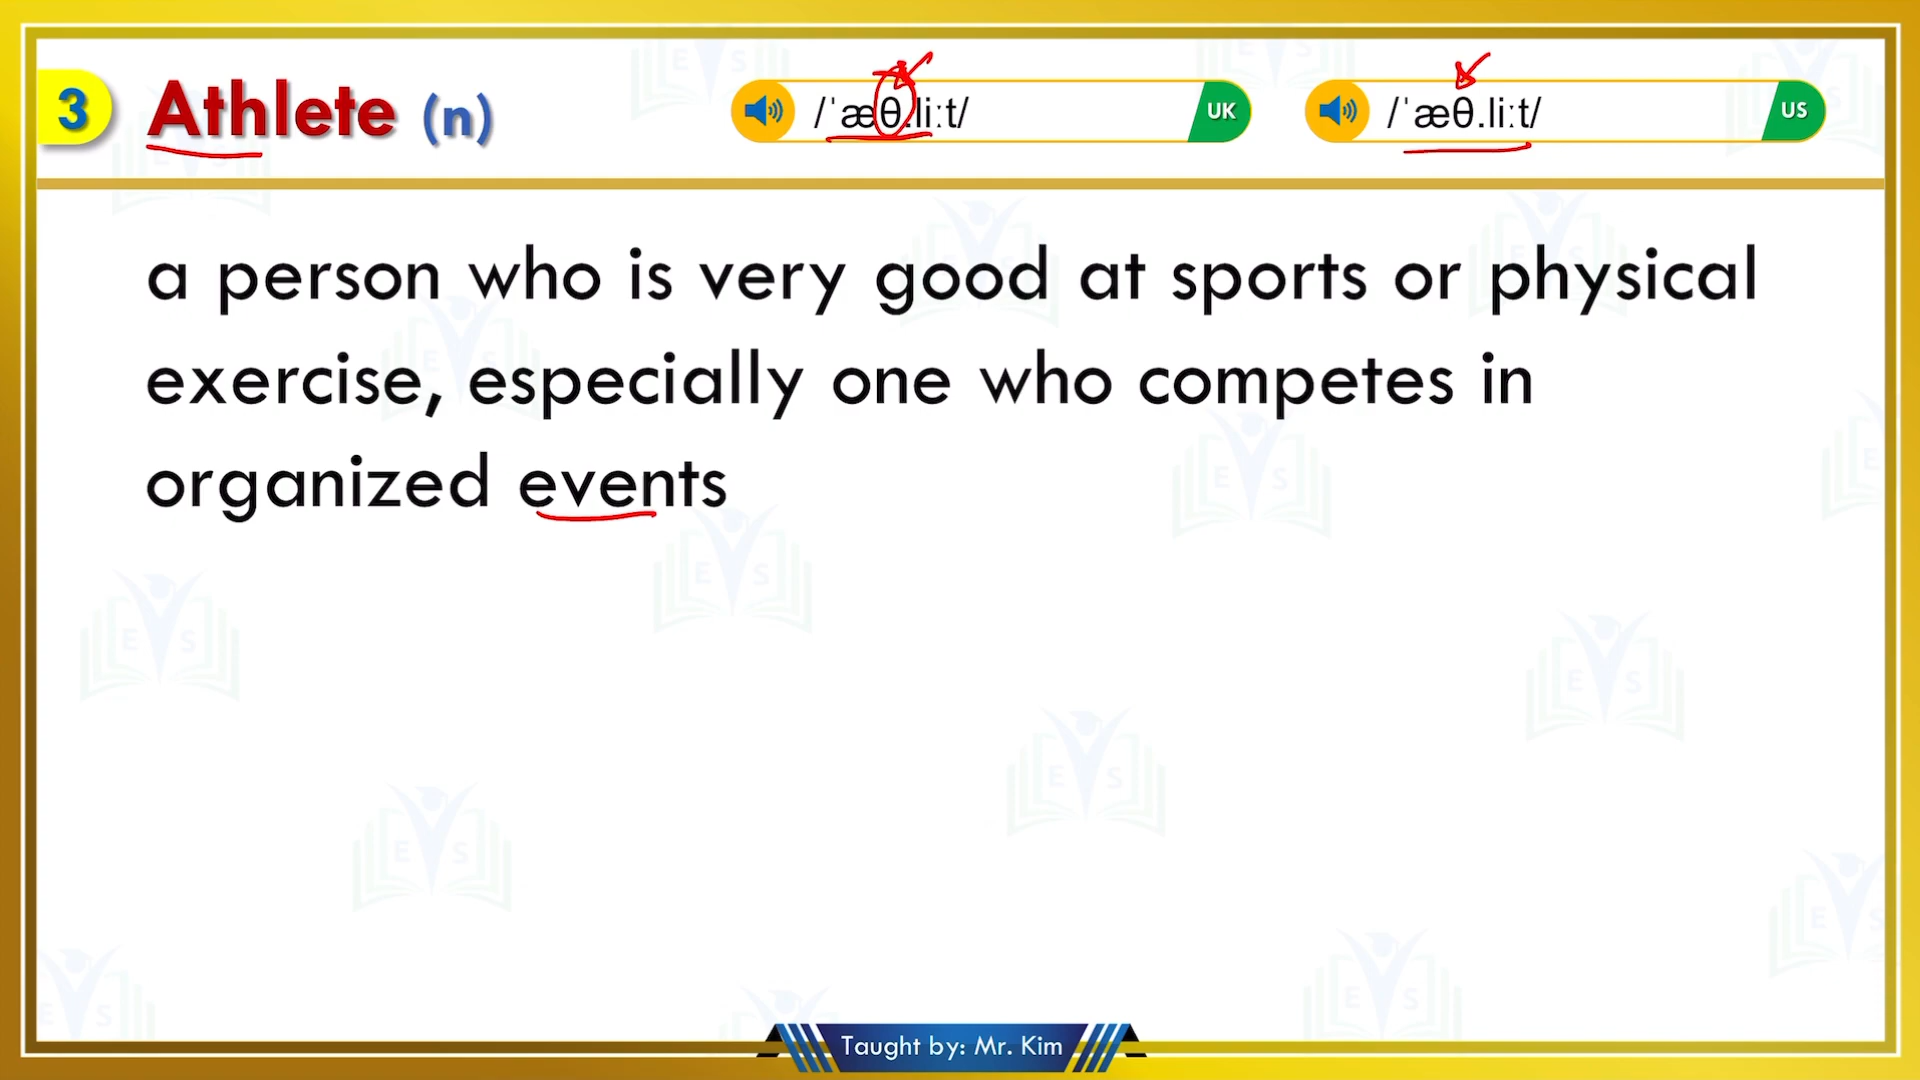 3 Athlete (n) /ˈæθ.liːt/ UK /ˈæθ.liːt/ US
a person who is very good at sports or physical
exercise, especially one who competes in
organized events
Taught by: Mr. Kim